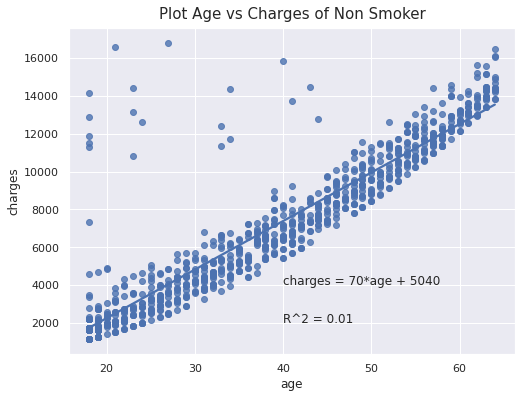 Plot Age vs Charges of Non Smoker
16000
14000
12000
10000
8000
6000
4000
2000
charges
charges = 70*age + 5040
R^2 = 0.01
20 30 40 50 60
age